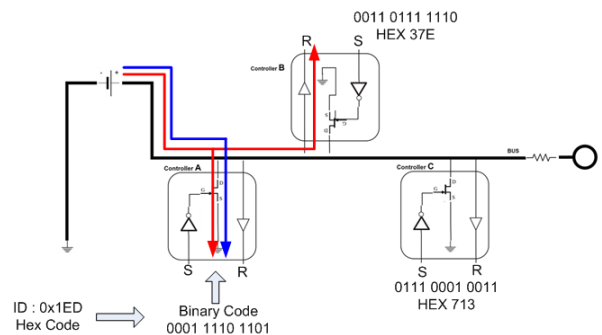 0011 0111 1110
HEX 37E
R
S
Controller B
S
G
D
- +
BUS
Controller A
Controller C
D
G
S
D
G
S
S
R
S
R
0111 0001 0011
HEX 713
ID : 0x1ED
Hex Code
Binary Code
0001 1110 1101